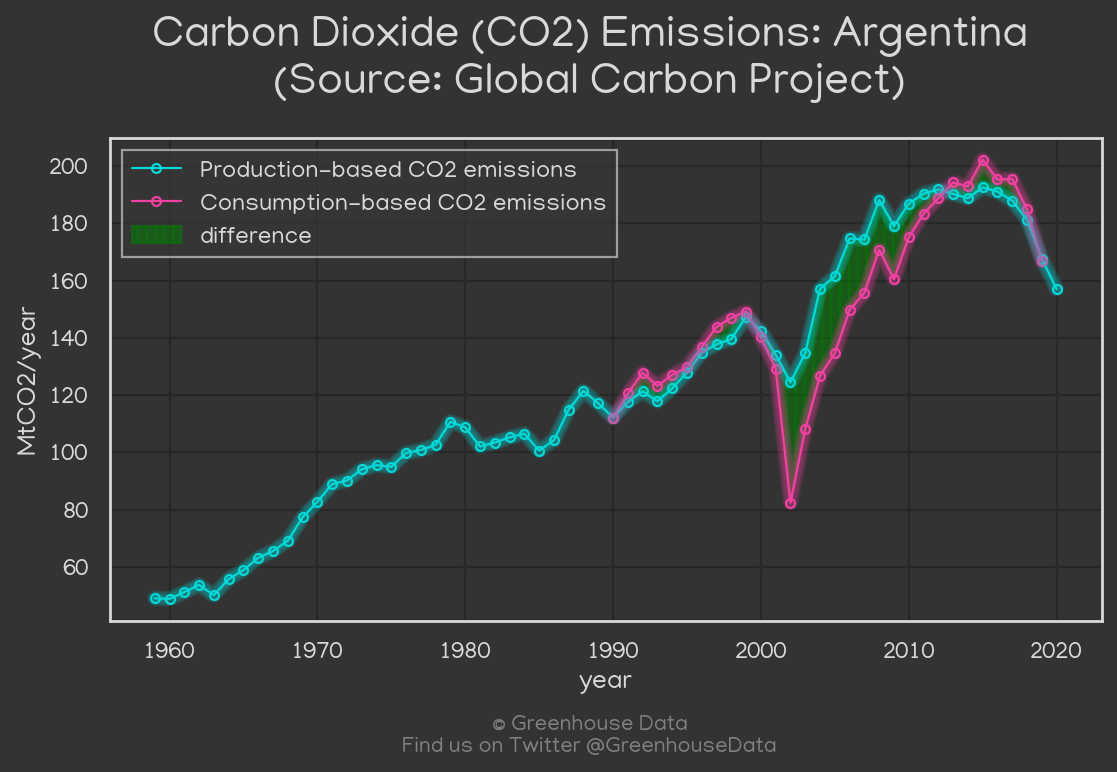 Carbon Dioxide (CO2) Emissions: Argentina
(Source: Global Carbon Project)
Production-based CO2 emissions
Consumption-based CO2 emissions
difference
MtCO2/year
200
180
160
140
120
100
80
60
1960 1970 1980 1990 2000 2010 2020
year
© Greenhouse Data
Find us on Twitter @GreenhouseData